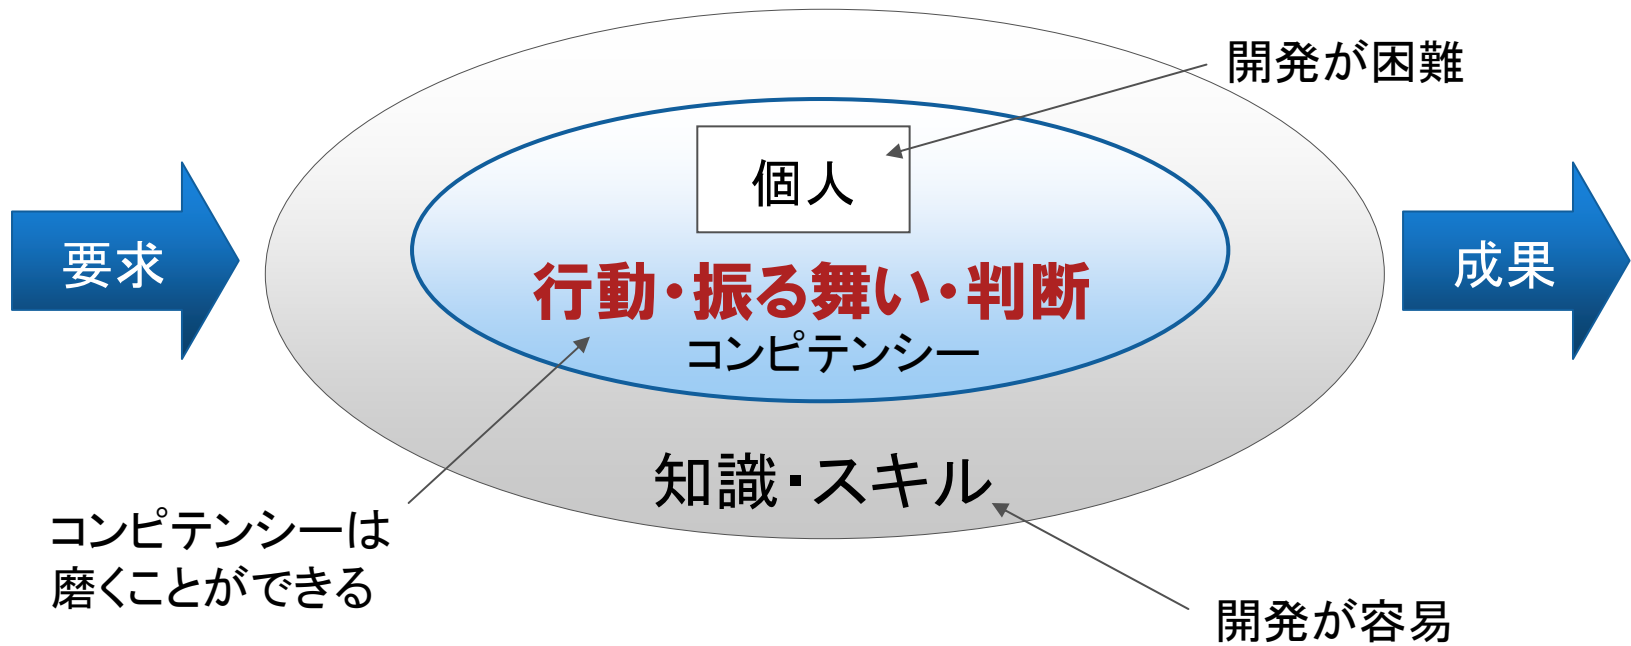 開発が困難
個人
要求
行動・振る舞い・判断
成果
コンピテンシー
知識・スキル
コンピテンシーは
磨くことができる
開発が容易